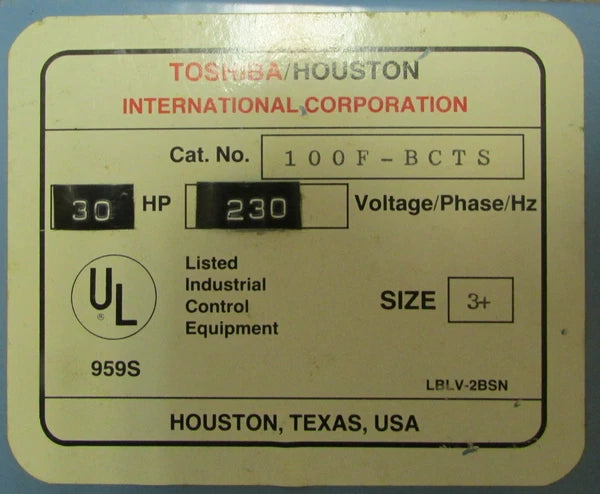 TOSHIBA/HOUSTON
INTERNATIONAL CORPORATION
Cat. No. 100F-BCTS
30 HP 230 Voltage/Phase/Hz
UL
®
Listed
Industrial
Control
Equipment
959S
SIZE 3+
LBLV-2BSN
HOUSTON, TEXAS, USA